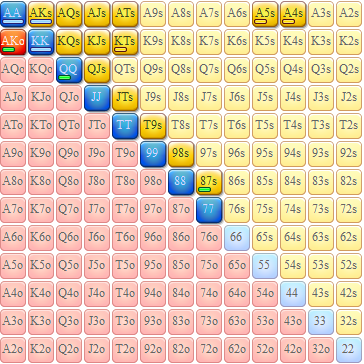 AA AKs AQs AJs ATs A9s A8s A7s A6s A5s A4s A3s A2s
AKo KK KQs KJs KTs K9s K8s K7s K6s K5s K4s K3s K2s
AQo KQo QQ QJs QTs Q9s Q8s Q7s Q6s Q5s Q4s Q3s Q2s
AJo KJo QJo JJ JTs J9s J8s J7s J6s J5s J4s J3s J2s
ATo KTo QTo JTo TT T9s T8s T7s T6s T5s T4s T3s T2s
A9o K9o Q9o J9o T9o 99 98s 97s 96s 95s 94s 93s 92s
A8o K8o Q8o J8o T8o 98o 88 87s 86s 85s 84s 83s 82s
A7o K7o Q7o J7o T7o 97o 87o 77 76s 75s 74s 73s 72s
A6o K6o Q6o J6o T6o 96o 86o 76o 66 65s 64s 63s 62s
A5o K5o Q5o J5o T5o 95o 85o 75o 65o 55 54s 53s 52s
A4o K4o Q4o J4o T4o 94o 84o 74o 64o 54o 44 43s 42s
A3o K3o Q3o J3o T3o 93o 83o 73o 63o 53o 43o 33 32s
A2o K2o Q2o J2o T2o 92o 82o 72o 62o 52o 42o 32o 22